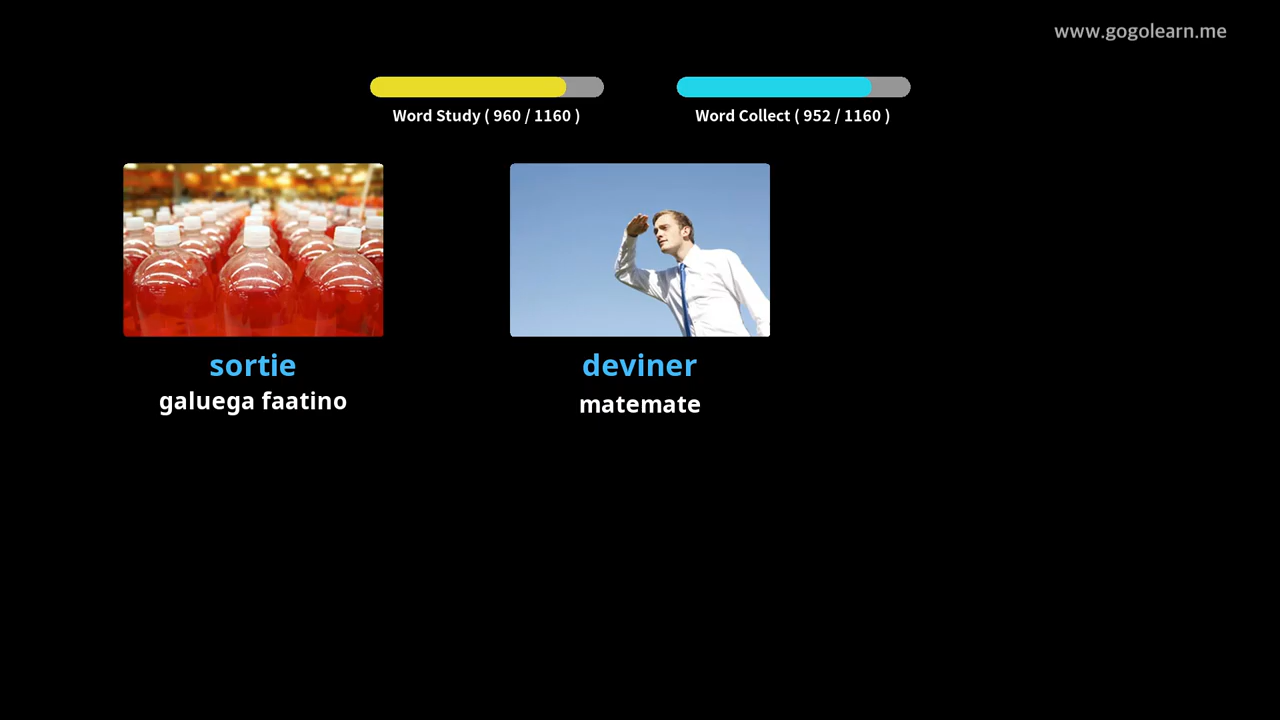 www.gogolearn.me
Word Study ( 960 / 1160 )
Word Collect ( 952 / 1160 )
sortie
galuega faatino
deviner
matemate